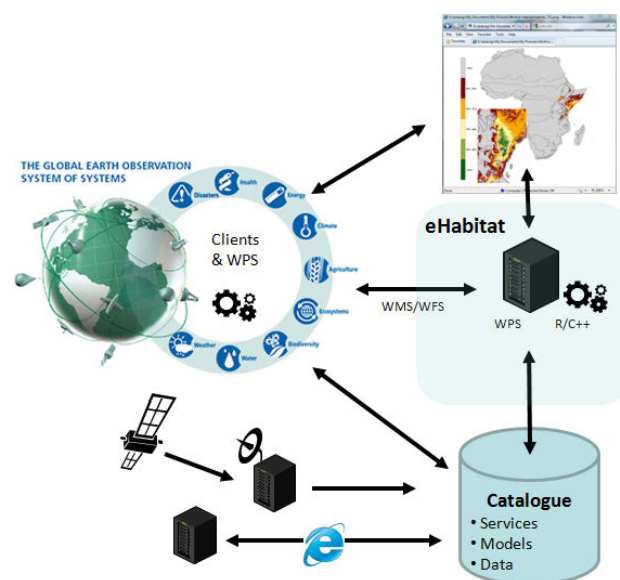 THE GLOBAL EARTH OBSERVATION
SYSTEM OF SYSTEMS
Disasters
Health
Energy
Climate
Agriculture
Ecosystems
Biodiversity
Water
Weather
Clients
& WPS
WMS/WFS
eHabitat
WPS
R/C++
Catalogue
• Services
• Models
• Data